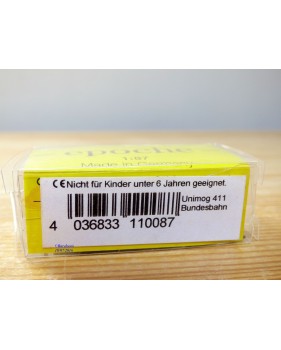 epoche
1:87
Made in Germany
CE Nicht für Kinder unter 6 Jahren geeignet.
Unimog 411
Bundesbahn
4 036833 110087